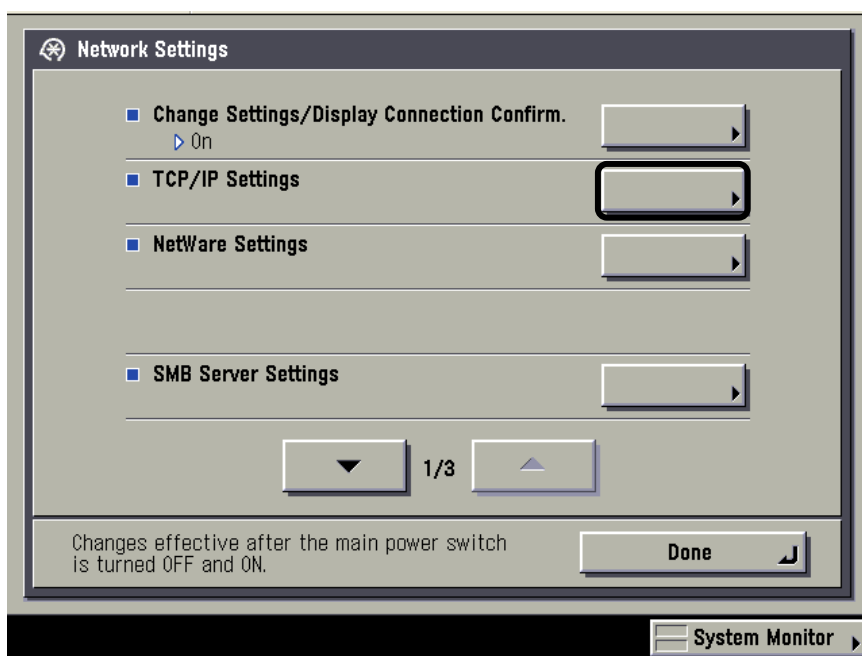 Network Settings
Change Settings/Display Connection Confirm.
On
TCP/IP Settings
NetWare Settings
SMB Server Settings
1/3
Changes effective after the main power switch
is turned OFF and ON.
Done
System Monitor